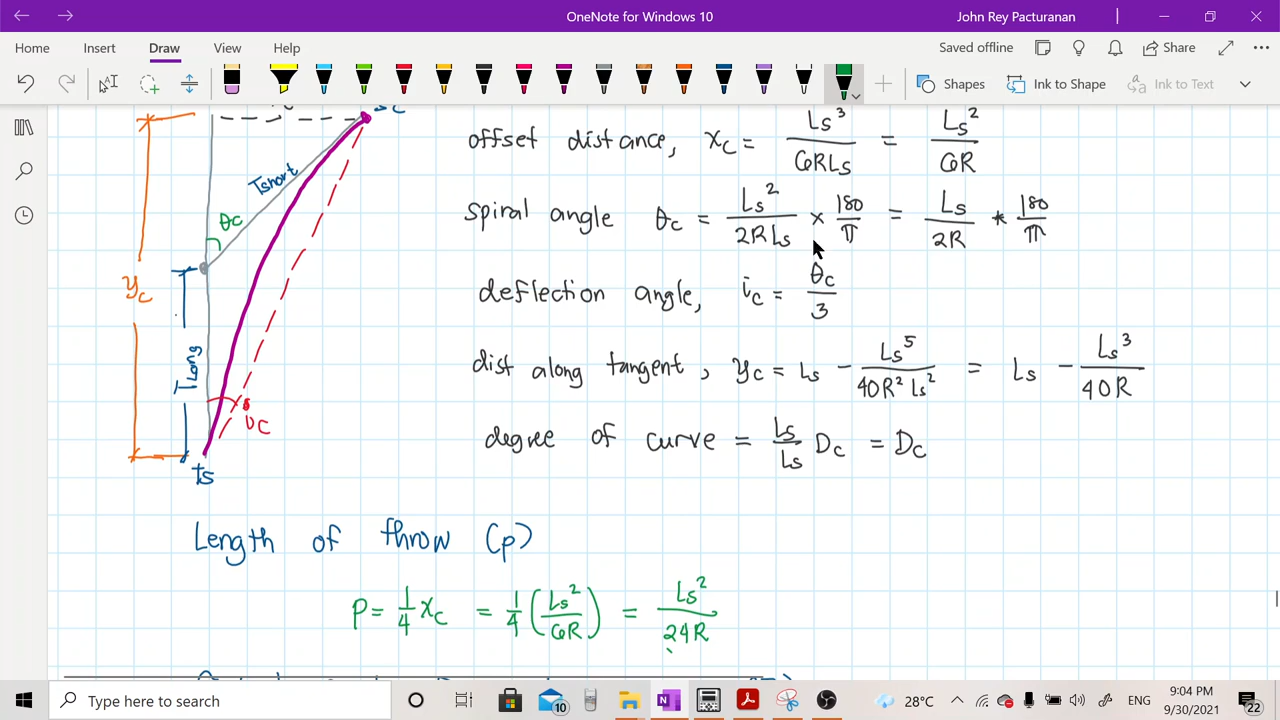 OneNote for Windows 10
John Rey Pacturanan
Home Insert Draw View Help
Saved offline
Share
Shapes
Ink to Shape
Ink to Text
offset distance, xc = Ls³/6RLs = Ls²/6R
Tshort
θc
spiral angle θc = Ls²/2RLs × 180/π = Ls/2R * 180/π
yc
deflection angle, ic = θc/3
TLong
dist along tangent, yc = Ls - Ls⁵/40R²Ls² = Ls - Ls³/40R
ic
degree of curve = Ls/Ls Dc = Dc
ts
Length of throw (p)
P = 1/4 xc = 1/4 (Ls²/6R) = Ls²/24R
Type here to search
10
28°C
ENG
9:04 PM
9/30/2021
22